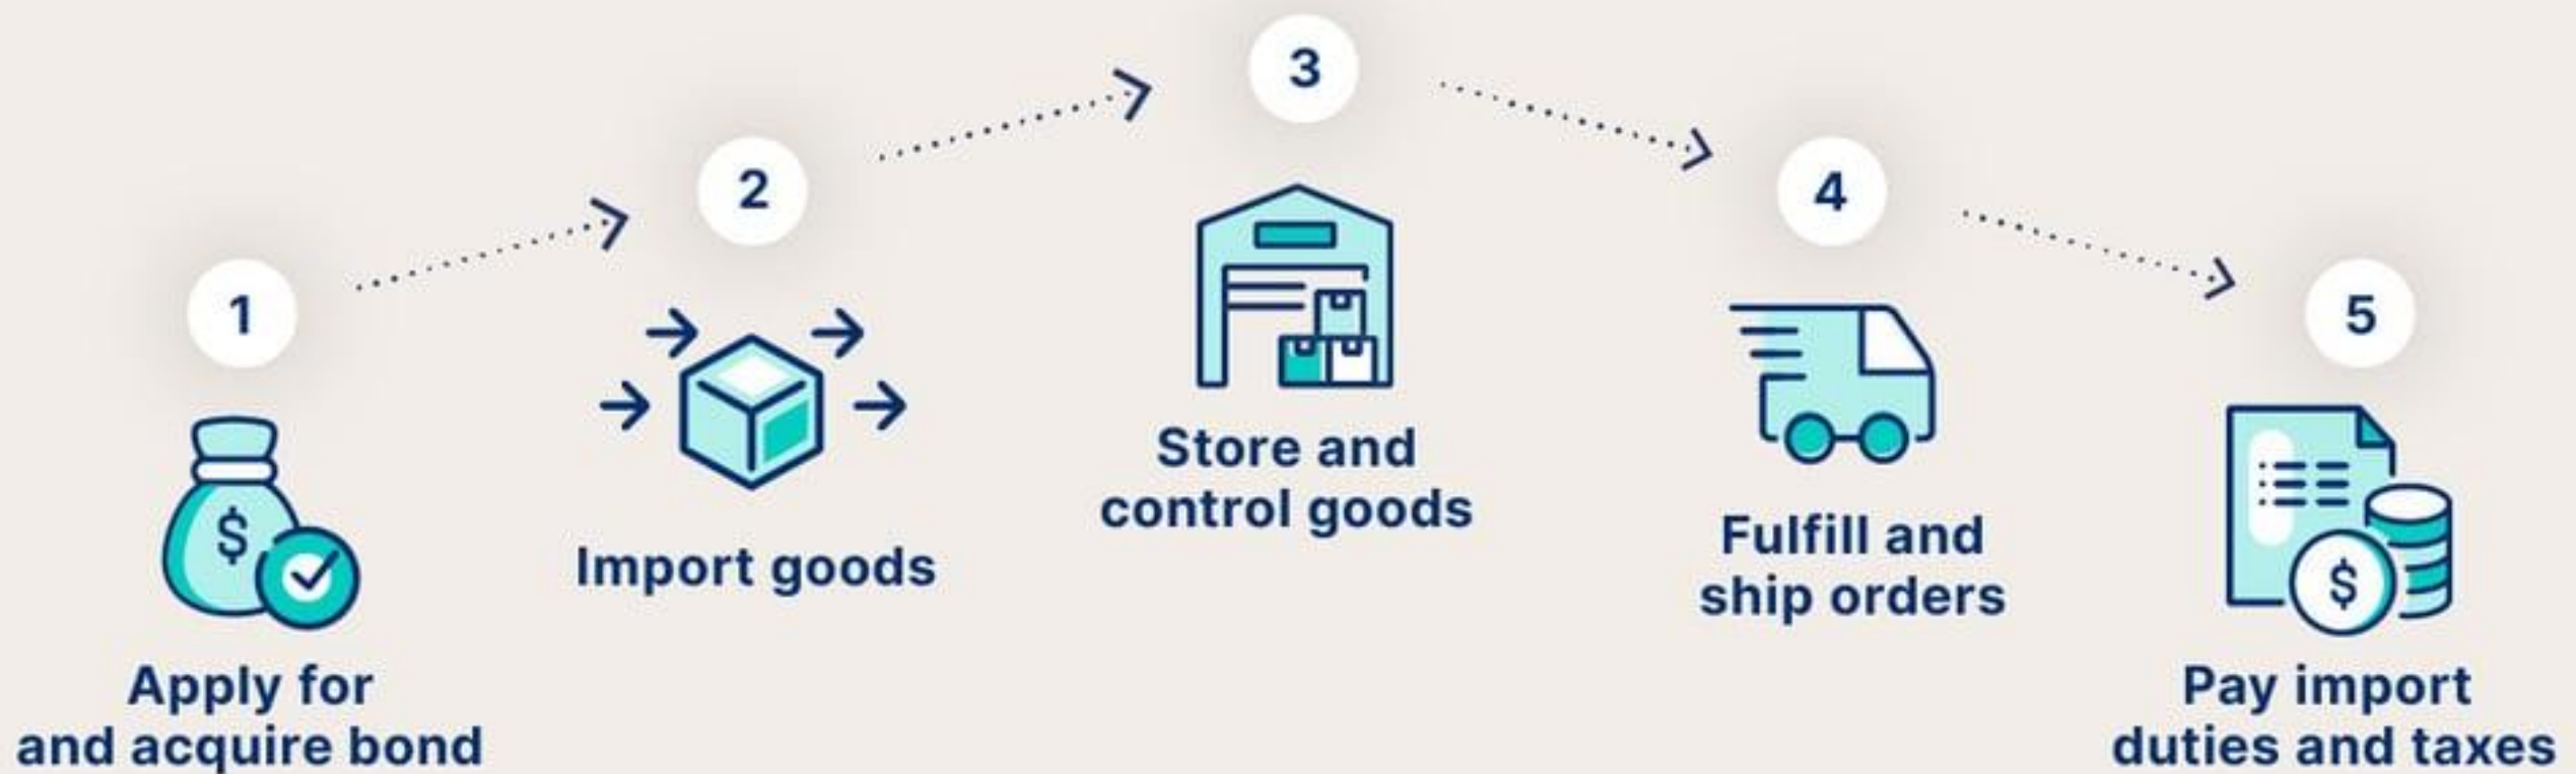 1
Apply for
and acquire bond
2
Import goods
3
Store and
control goods
4
Fulfill and
ship orders
5
Pay import
duties and taxes
$
$